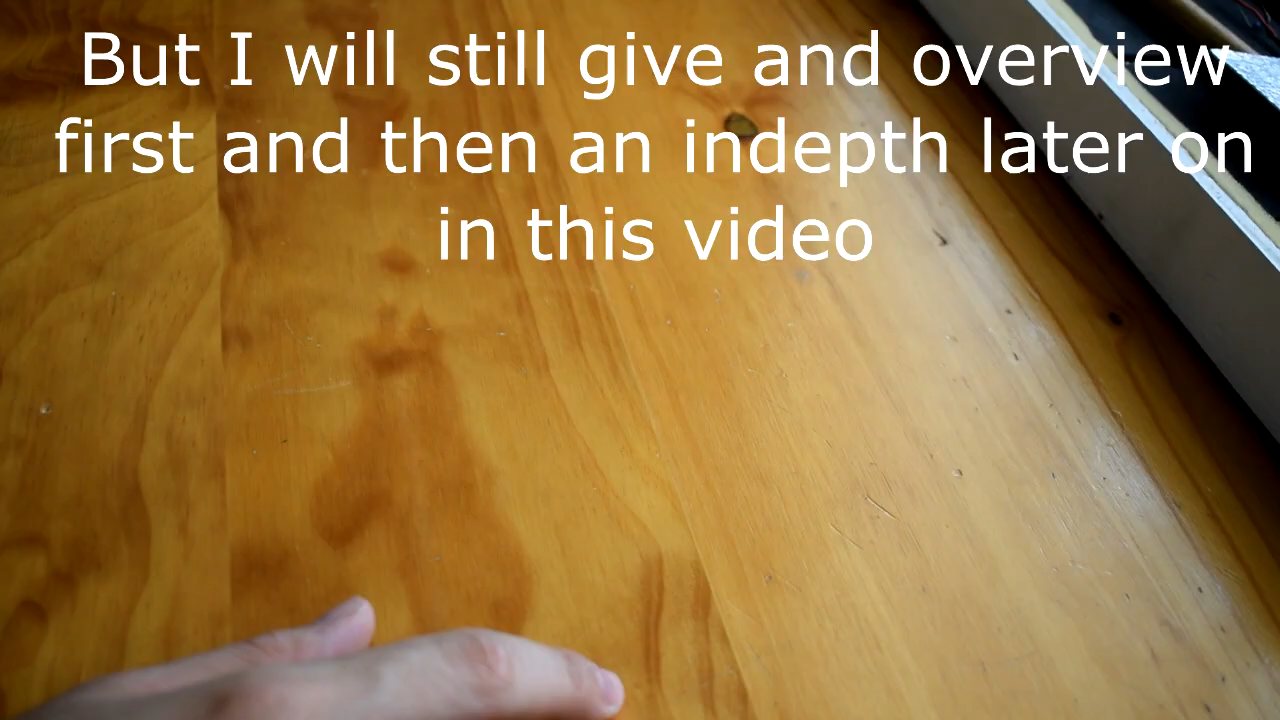 But I will still give and overview
first and then an indepth later on
in this video